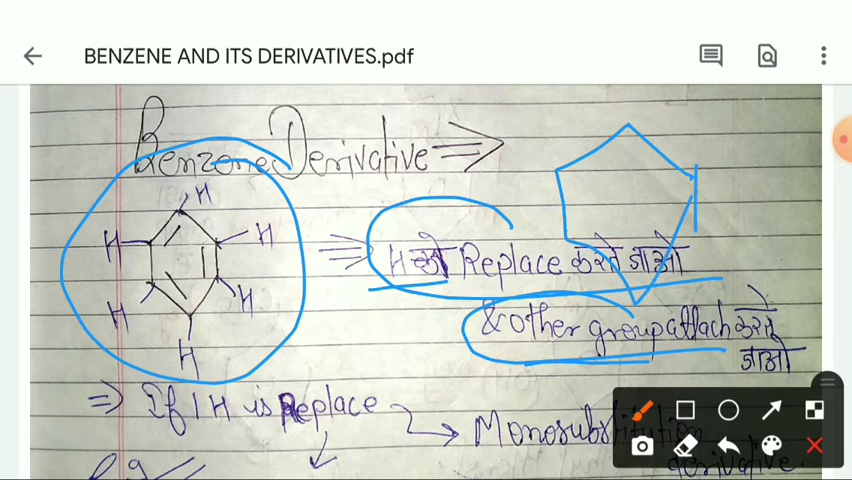 BENZENE AND ITS DERIVATIVES.pdf
Benzene Derivative ⇒
H
H H
H H
H
⇒ H को Replace करते जाओ
& other group attach करते
जाओ
⇒ If 1 H is Replace
→ Monosubstitution
derivative.
eg